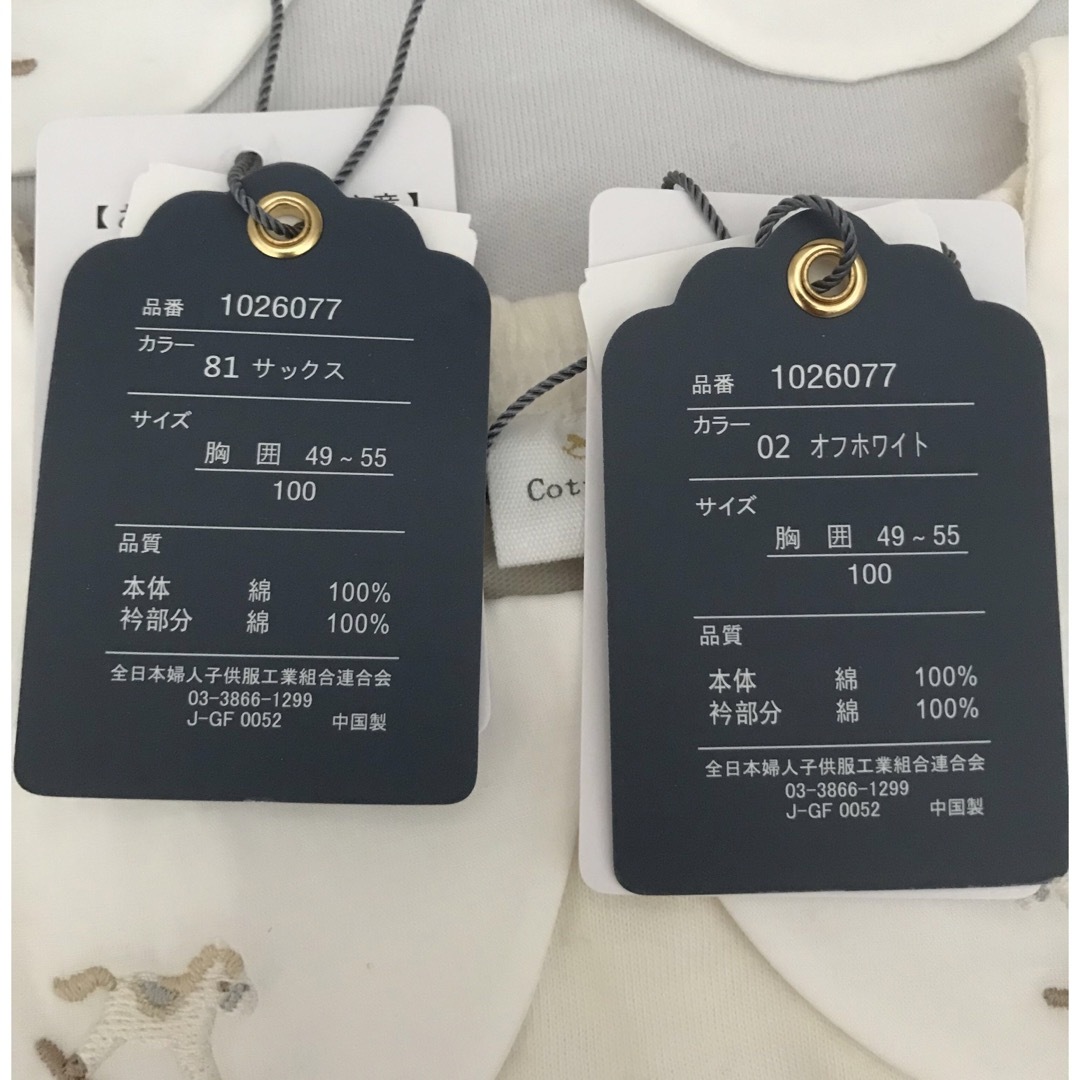 品番 1026077
カラー
81 サックス
サイズ
胸 囲 49~55
100
品質
本体 綿 100%
衿部分 綿 100%
全日本婦人子供服工業組合連合会
03-3866-1299
J-GF 0052 中国製
品番 1026077
カラー
02 オフホワイト
サイズ
胸 囲 49~55
100
品質
本体 綿 100%
衿部分 綿 100%
全日本婦人子供服工業組合連合会
03-3866-1299
J-GF 0052 中国製